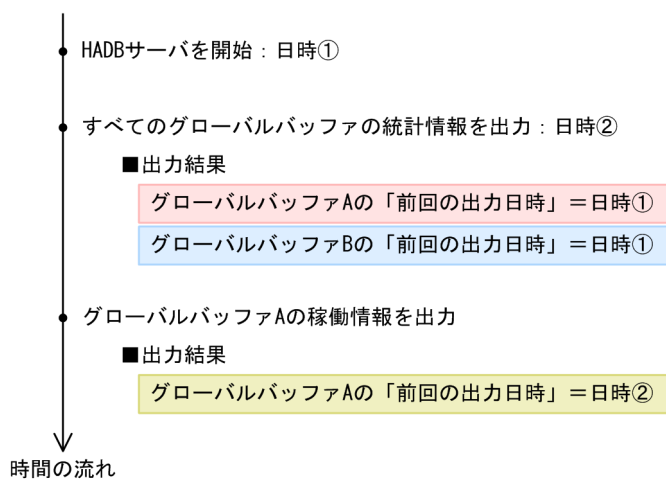 HADBサーバを開始：日時①
すべてのグローバルバッファの統計情報を出力：日時②
■出力結果
グローバルバッファAの「前回の出力日時」＝日時①
グローバルバッファBの「前回の出力日時」＝日時①
グローバルバッファAの稼働情報を出力
■出力結果
グローバルバッファAの「前回の出力日時」＝日時②
時間の流れ